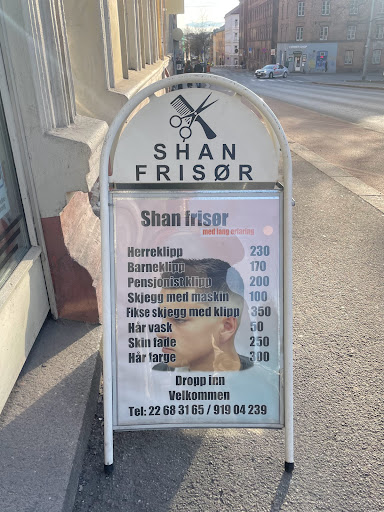 SHAN
FRISØR
Shan frisør
med lang erfaring
Herreklipp 230
Barneklipp 170
Pensjonist klipp 200
Skjegg med maskin 100
Fikse skjegg med klipp 350
Hår vask 50
Skin fade 250
Hår farge 300
Dropp inn
Velkommen
Tel: 22 68 31 65 / 919 04 239